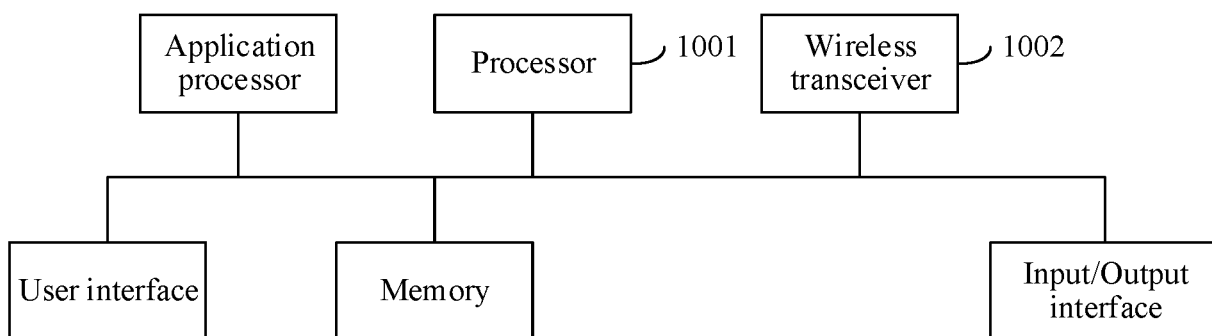 Application
processor
Processor
1001
Wireless
transceiver
1002
User interface
Memory
Input/Output
interface